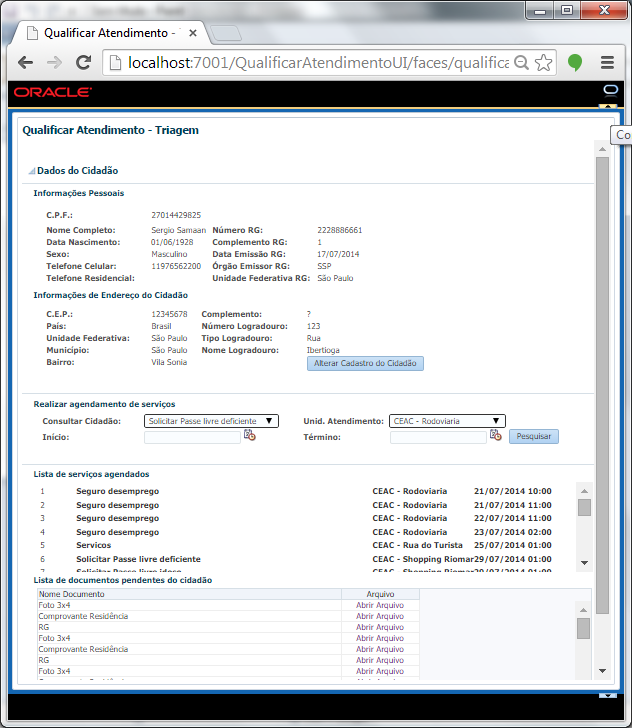 Qualificar Atendimento -
localhost:7001/QualificarAtendimentoUI/faces/qualifica
ORACLE
Co
Qualificar Atendimento - Triagem
Dados do Cidadão
Informações Pessoais
C.P.F.: 27014429825
Nome Completo: Sergio Samaan Número RG: 2228886661
Data Nascimento: 01/06/1928 Complemento RG: 1
Sexo: Masculino Data Emissão RG: 17/07/2014
Telefone Celular: 11976562200 Órgão Emissor RG: SSP
Telefone Residencial: Unidade Federativa RG: São Paulo
Informações de Endereço do Cidadão
C.E.P.: 12345678 Complemento: ?
País: Brasil Número Logradouro: 123
Unidade Federativa: São Paulo Tipo Logradouro: Rua
Município: São Paulo Nome Logradouro: Ibertioga
Bairro: Vila Sonia Alterar Cadastro do Cidadão
Realizar agendamento de serviços
Consultar Cidadão: Solicitar Passe livre deficiente Unid. Atendimento: CEAC - Rodoviaria
Início: Término: Pesquisar
Lista de serviços agendados
1 Seguro desemprego CEAC - Rodoviaria 21/07/2014 10:00
2 Seguro desemprego CEAC - Rodoviaria 21/07/2014 11:00
3 Seguro desemprego CEAC - Rodoviaria 22/07/2014 11:00
4 Seguro desemprego CEAC - Rodoviaria 23/07/2014 02:00
5 Servicos CEAC - Rua do Turista 25/07/2014 01:00
6 Solicitar Passe livre deficiente CEAC - Shopping Riomar 29/07/2014 01:00
7 Solicitar Passe livre idoso CEAC - Shopping Riomar 29/07/2014 01:00
Lista de documentos pendentes do cidadão
Nome Documento Arquivo
Foto 3x4 Abrir Arquivo
Comprovante Residência Abrir Arquivo
RG Abrir Arquivo
Foto 3x4 Abrir Arquivo
Comprovante Residência Abrir Arquivo
RG Abrir Arquivo
Foto 3x4 Abrir Arquivo
Comprovante Residência Abrir Arquivo